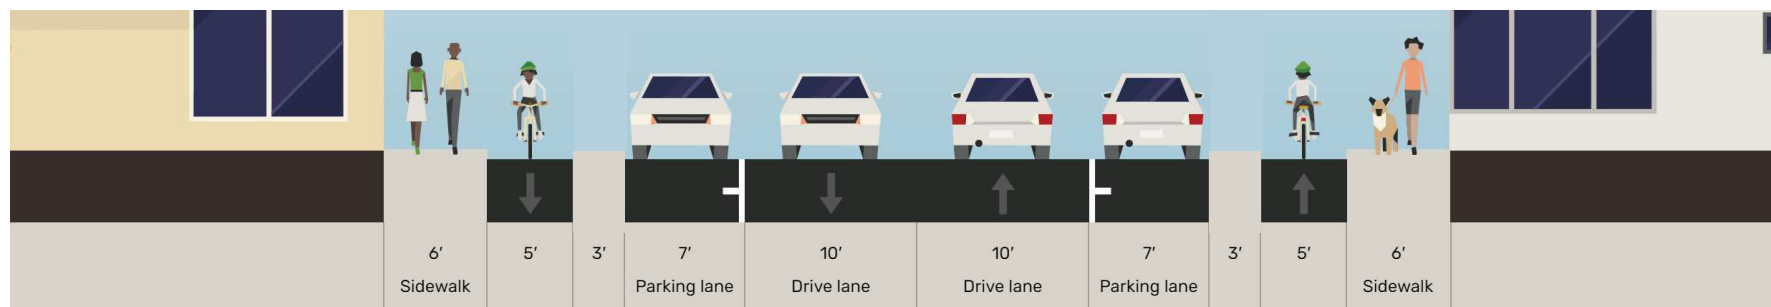 6′ 5′ 3′ 7′ 10′ 10′ 7′ 3′ 5′ 6′
Sidewalk Parking lane Drive lane Drive lane Parking lane Sidewalk